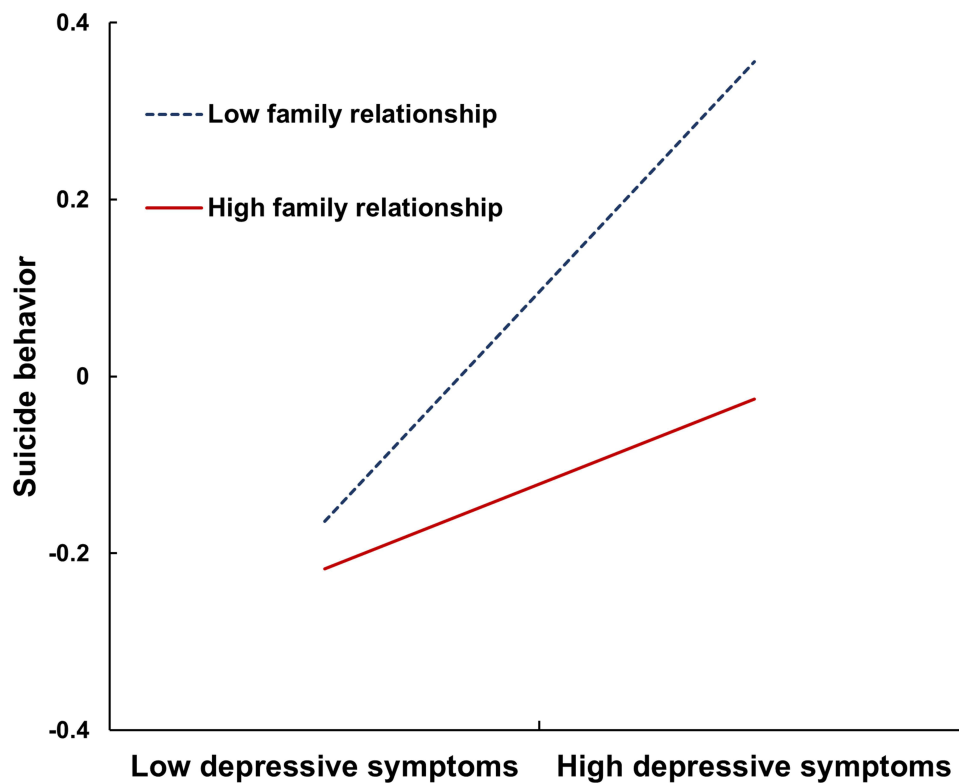 0.4
Low family relationship
0.2
High family relationship
Suicide behavior
0
-0.2
-0.4
Low depressive symptoms
High depressive symptoms